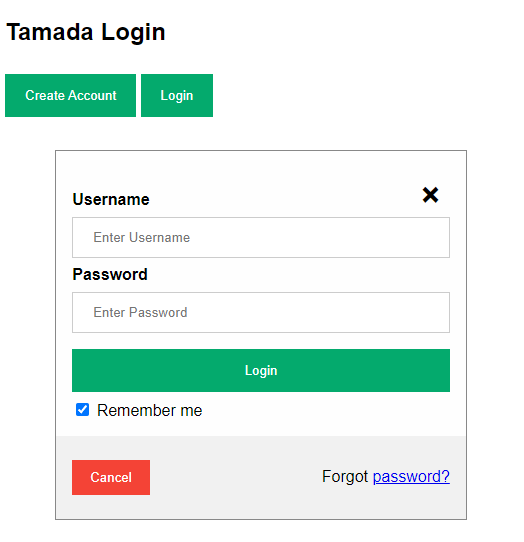 Tamada Login
Create Account Login
Username
Enter Username
Password
Enter Password
Login
Remember me
Cancel Forgot password?